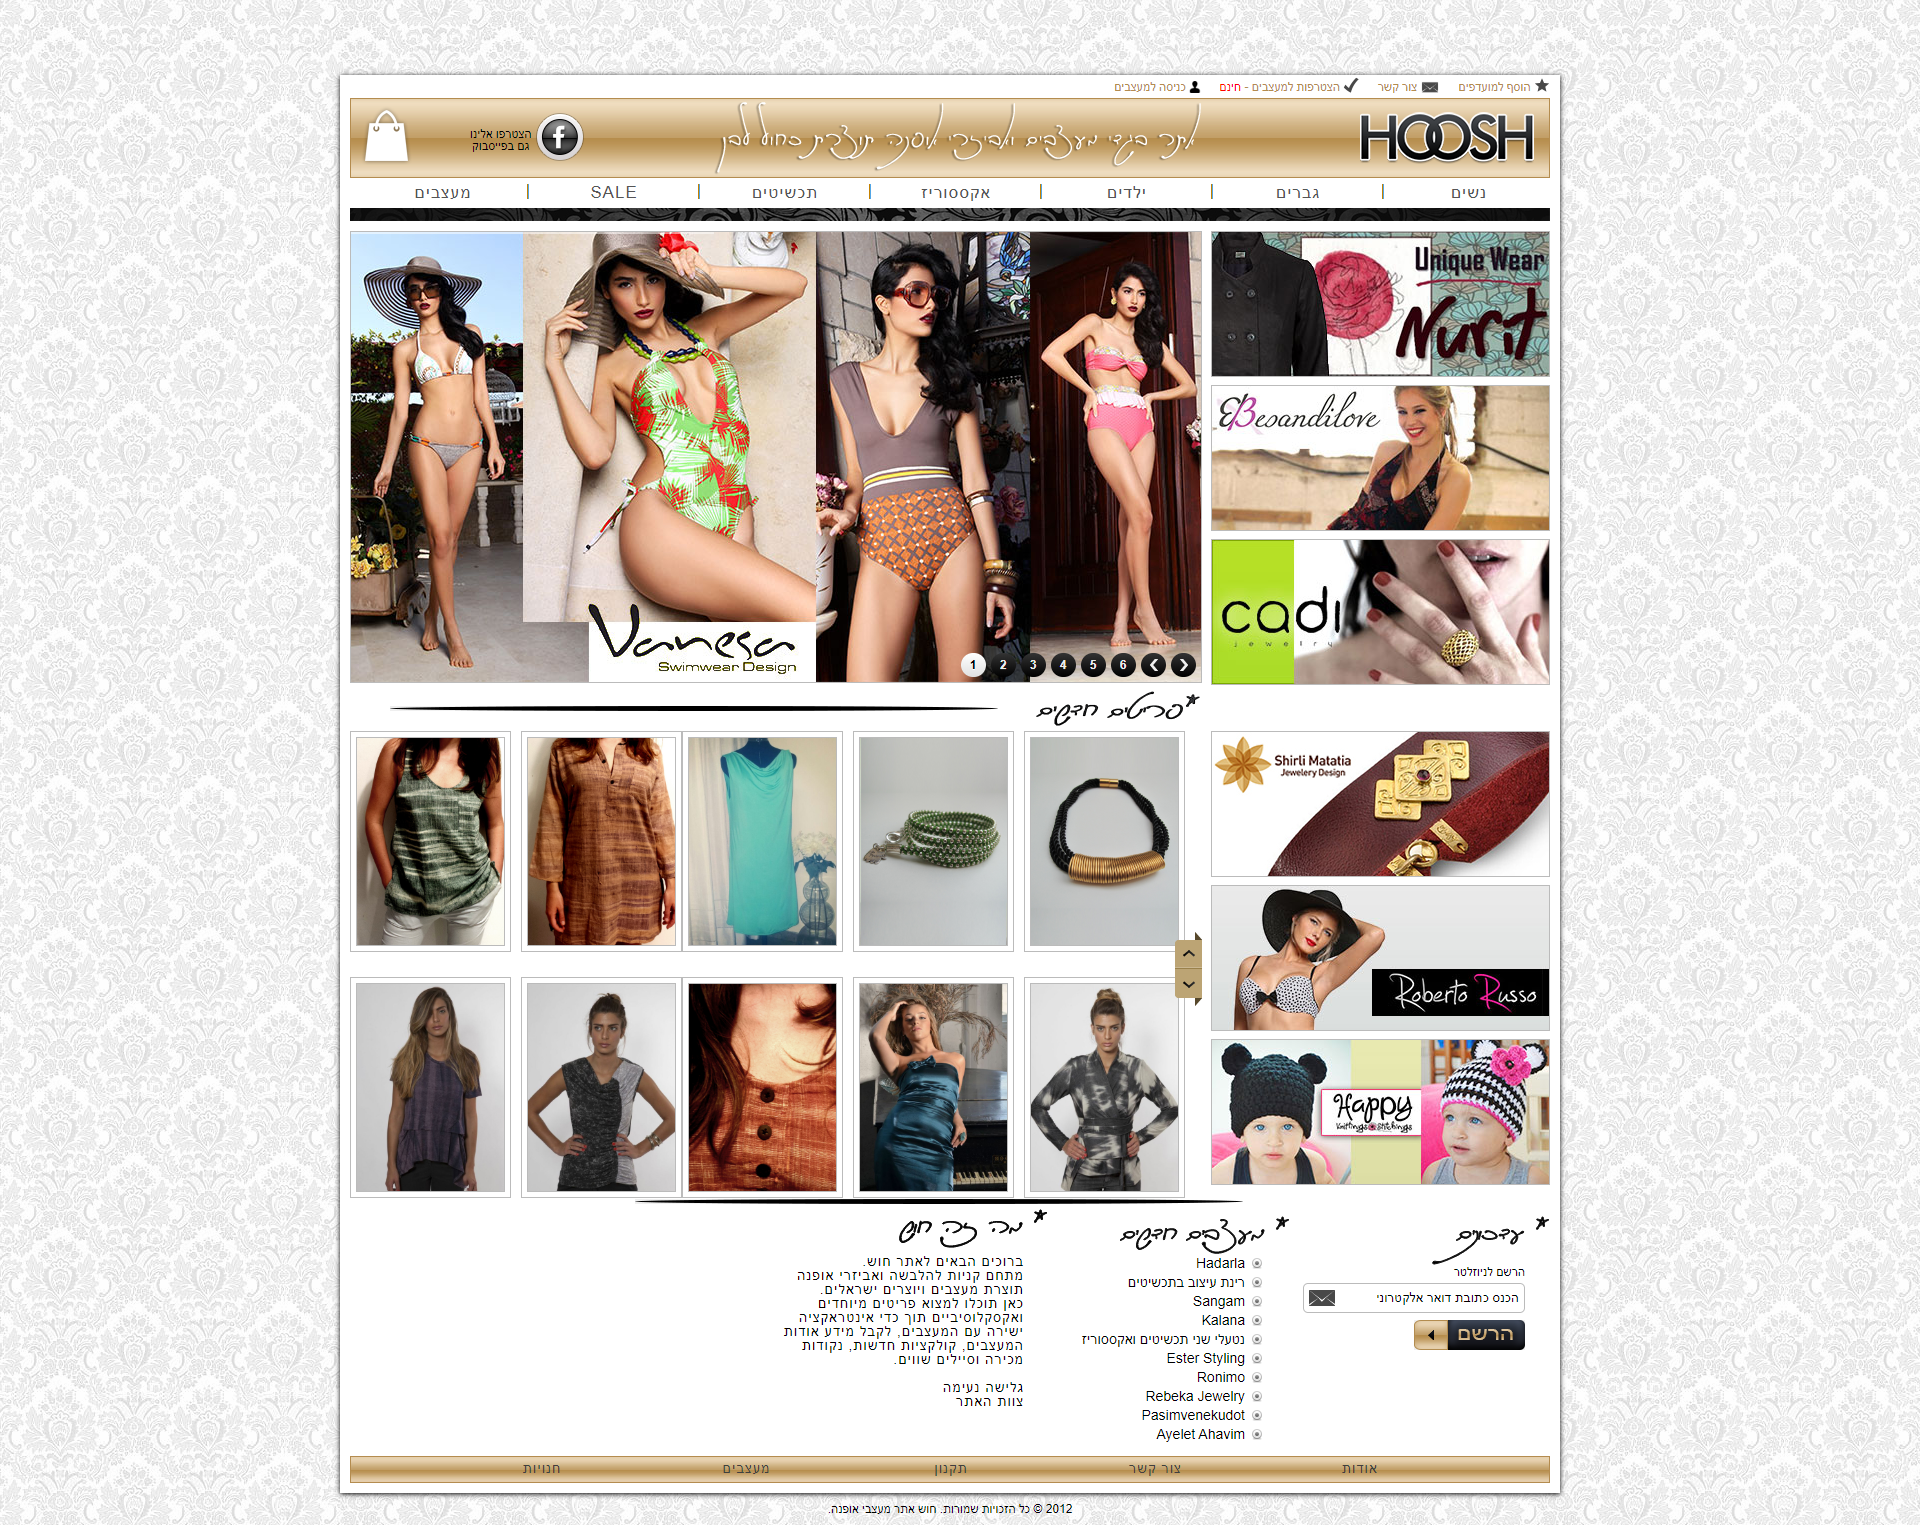 הוסף למועדפים
צור קשר
הצטרפות למעצבים - חינם
כניסה למעצבים
HOOSH
אתר בגדי מעצבים ואביזרי אופנה תוצרת כחול לבן
הצטרפו אלינו
גם בפייסבוק
f
נשים
גברים
ילדים
אקססוריז
תכשיטים
SALE
מעצבים
Unique Wear
Nurit
Besandilove
cadi
jewelry
Vanesa
Swimwear Design
1 2 3 4 5 6
*פריטים חדשים
Shirli Matatia
Jewelery Design
Roberto Russo
Happy
Knittings Stitchings
* עדכונים
הרשם לניוזלטר
הכנס כתובת דואר אלקטרוני
הרשם
* מעצבים חדשים
Hadarla
רינת עיצוב בתכשיטים
Sangam
Kalana
נטעלי שני תכשיטים ואקססוריז
Ester Styling
Ronimo
Rebeka Jewelry
Pasimvenekudot
Ayelet Ahavim
* מה זה חוש
ברוכים הבאים לאתר חוש.
מתחם קניות להלבשה ואביזרי אופנה
תוצרת מעצבים ויוצרים ישראלים.
כאן תוכלו למצוא פריטים מיוחדים
ואקסקלוסיביים תוך כדי אינטראקציה
ישירה עם המעצבים, לקבל מידע אודות
המעצבים, קולקציות חדשות, נקודות
מכירה וסיילים שווים.
גלישה נעימה
צוות האתר
אודות
צור קשר
תקנון
מעצבים
חנויות
2012 © כל הזכויות שמורות. חוש אתר מעצבי אופנה.